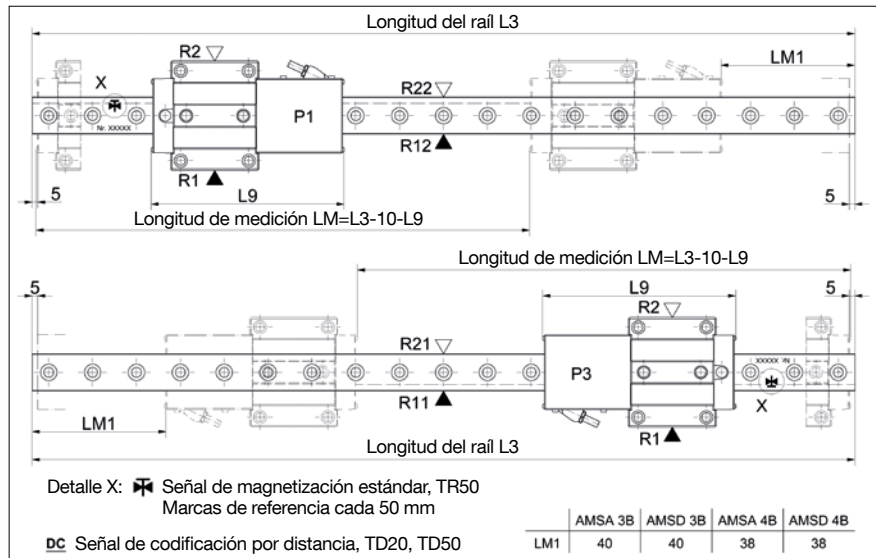 Longitud del raíl L3
R2
LM1
X
R22
P1
Nr. XXXXX
R12
R1
5
L9
5
Longitud de medición LM=L3-10-L9
Longitud de medición LM=L3-10-L9
5
L9
5
R2
R21
XXXXX .N
P3
R11
X
LM1
R1
Longitud del raíl L3
Detalle X: Señal de magnetización estándar, TR50
Marcas de referencia cada 50 mm
AMSA 3B AMSD 3B AMSA 4B AMSD 4B
DC Señal de codificación por distancia, TD20, TD50
LM1 40 40 38 38